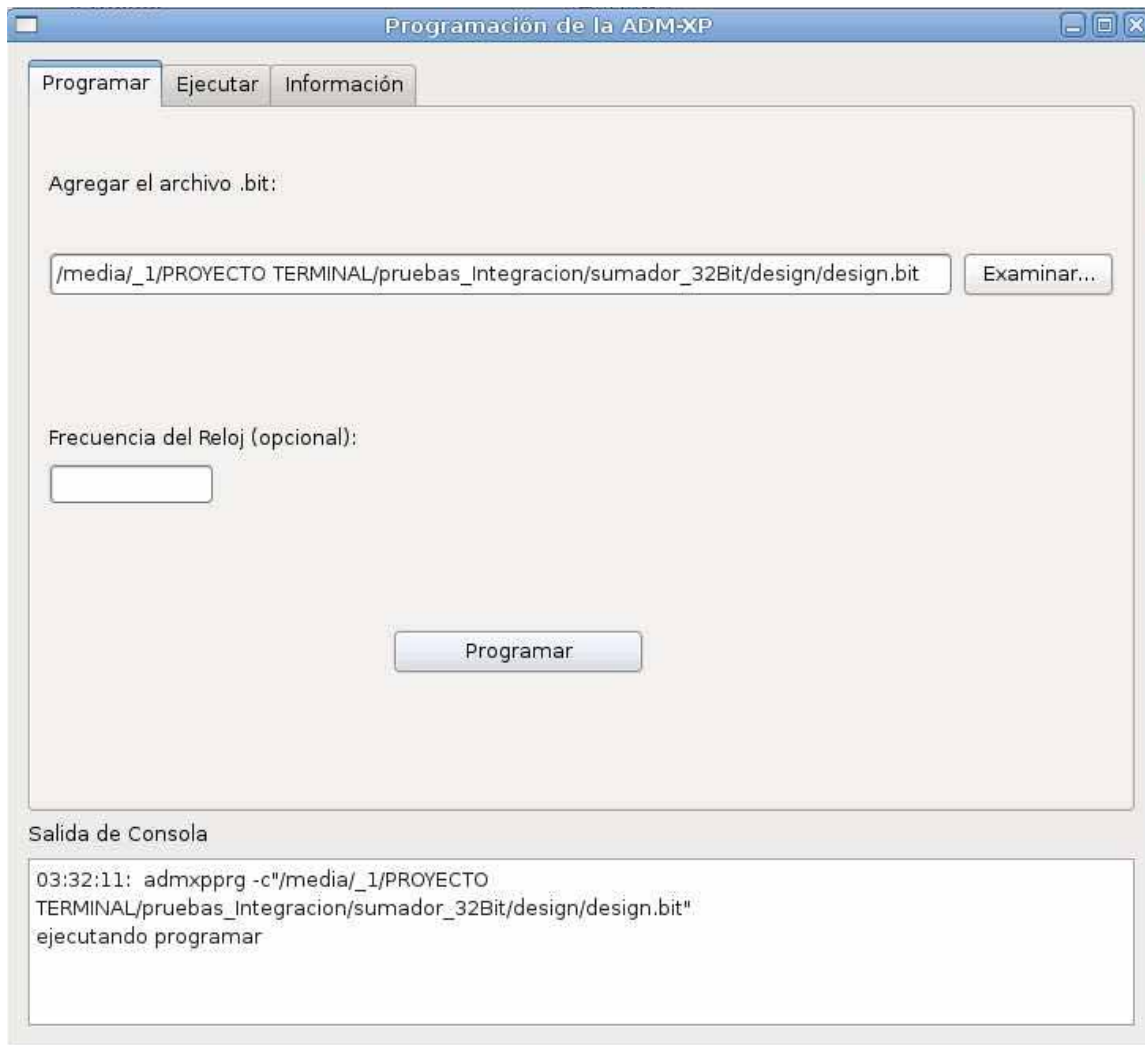 Programación de la ADM-XP
Programar Ejecutar Información
Agregar el archivo .bit:
/media/_1/PROYECTO TERMINAL/pruebas_Integracion/sumador_32Bit/design/design.bit Examinar...
Frecuencia del Reloj (opcional):
Programar
Salida de Consola
03:32:11: admxpprg -c"/media/_1/PROYECTO
TERMINAL/pruebas_Integracion/sumador_32Bit/design/design.bit"
ejecutando programar